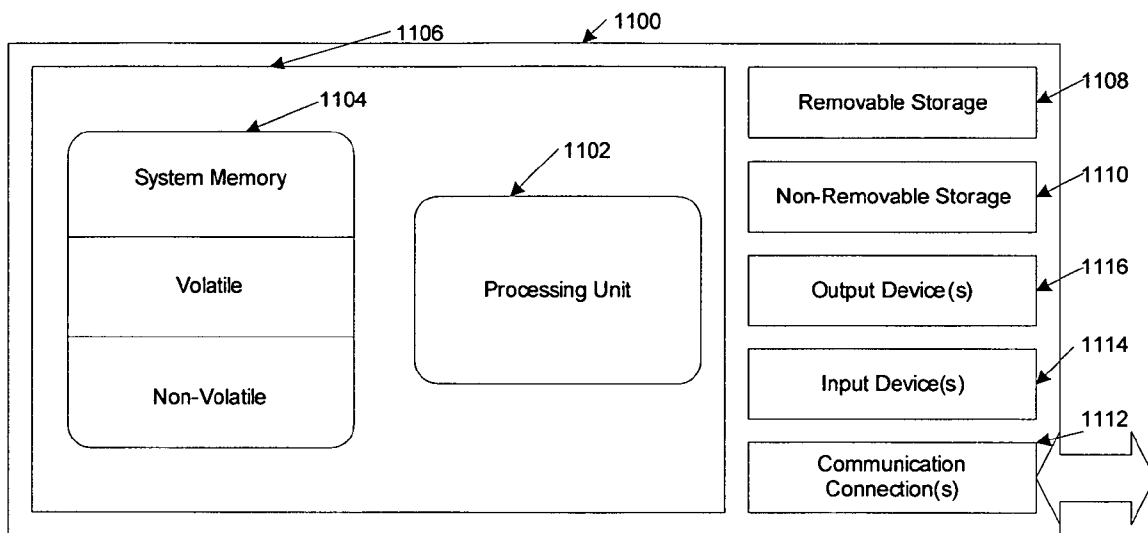 1100
1106
1104
System Memory
Volatile
Non-Volatile
1102
Processing Unit
Removable Storage
1108
Non-Removable Storage
1110
Output Device(s)
1116
Input Device(s)
1114
Communication
Connection(s)
1112